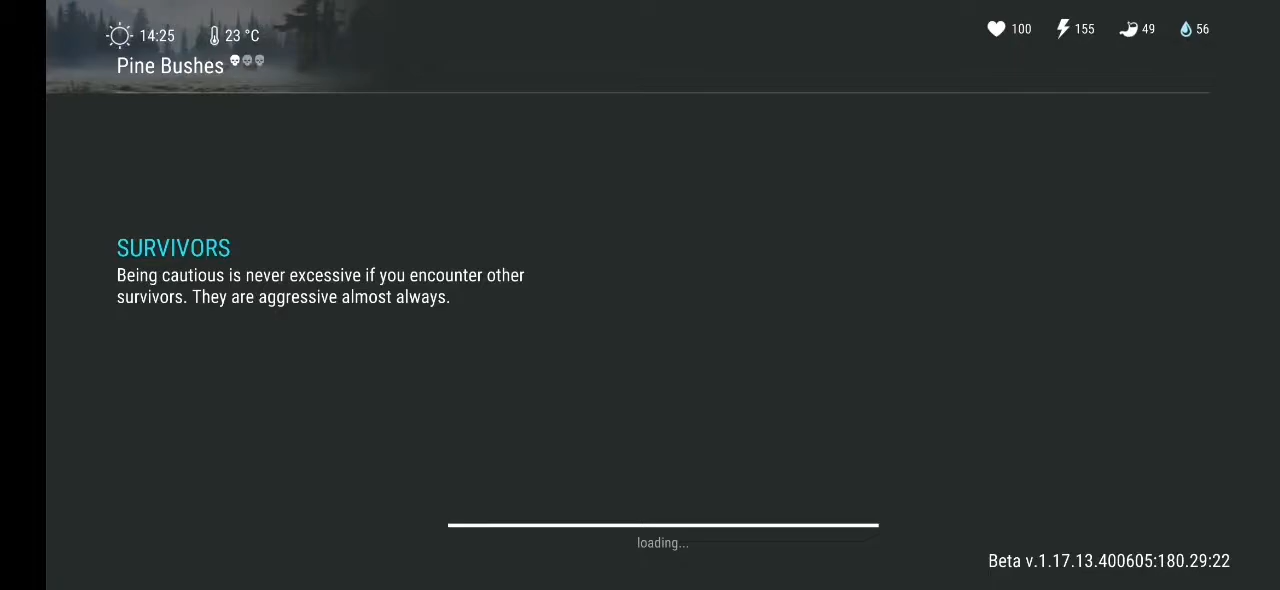 14:25 23 °C
Pine Bushes
100 155 49 56
SURVIVORS
Being cautious is never excessive if you encounter other
survivors. They are aggressive almost always.
loading...
Beta v.1.17.13.400605:180.29:22